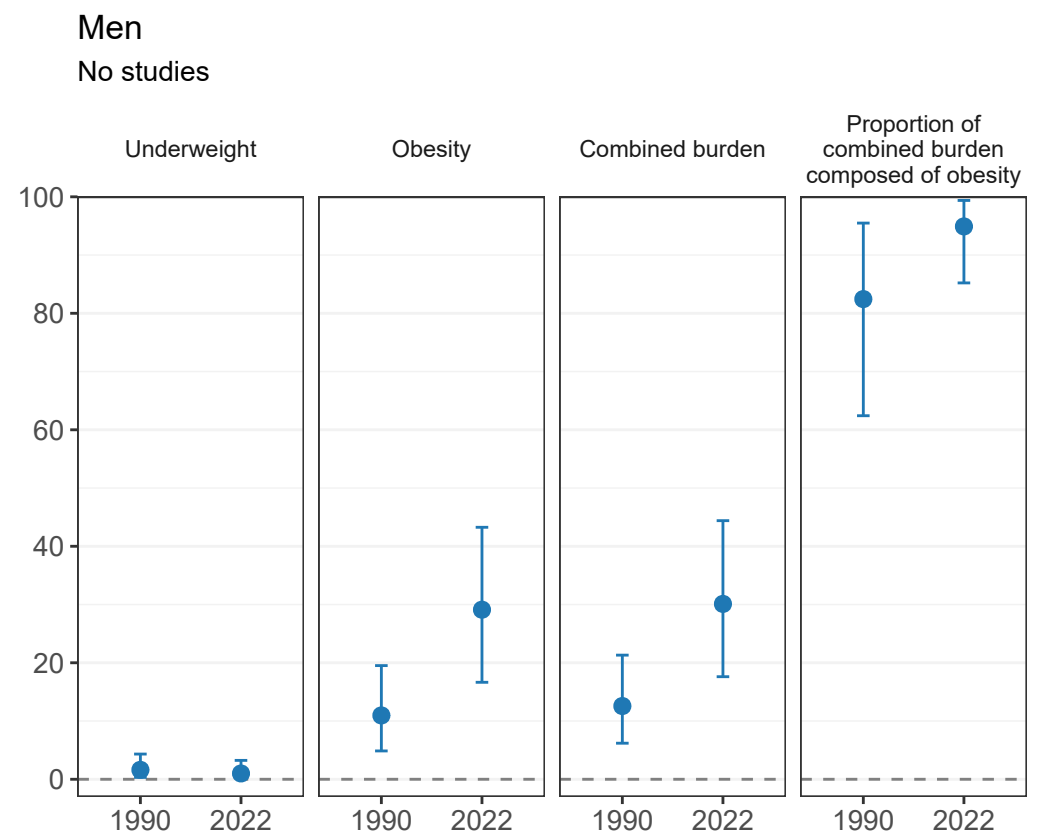 Men
No studies
Underweight
Obesity
Combined burden
Proportion of
combined burden
composed of obesity
100
80
60
40
20
0
1990 2022 1990 2022 1990 2022 1990 2022